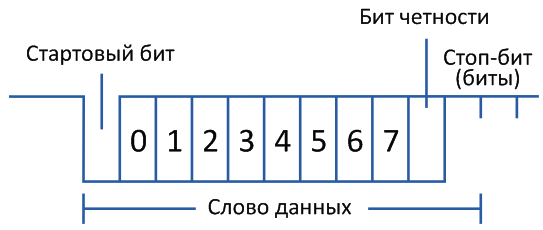 Бит четности
Стартовый бит
Стоп-бит
(биты)
0 1 2 3 4 5 6 7
Слово данных